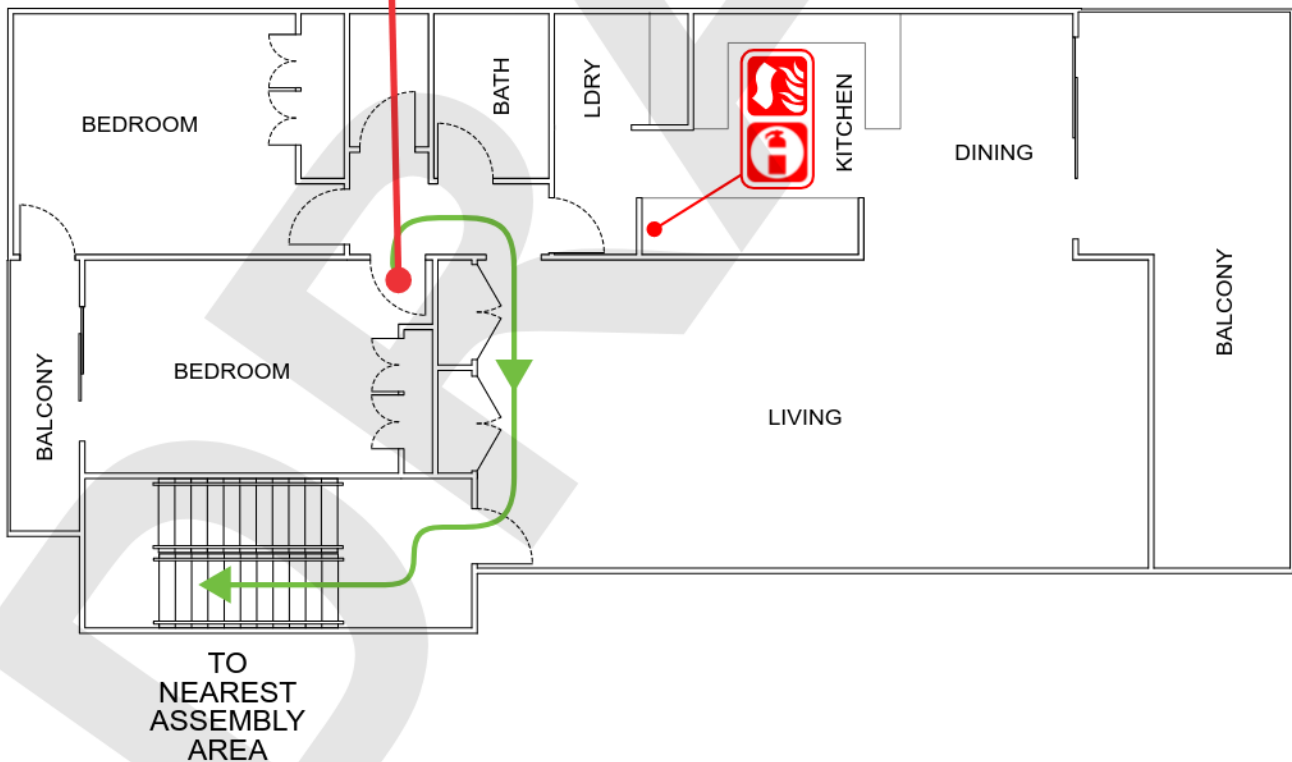 BEDROOM
BATH
LDRY
KITCHEN
DINING
BALCONY
BEDROOM
BALCONY
LIVING
TO
NEAREST
ASSEMBLY
AREA